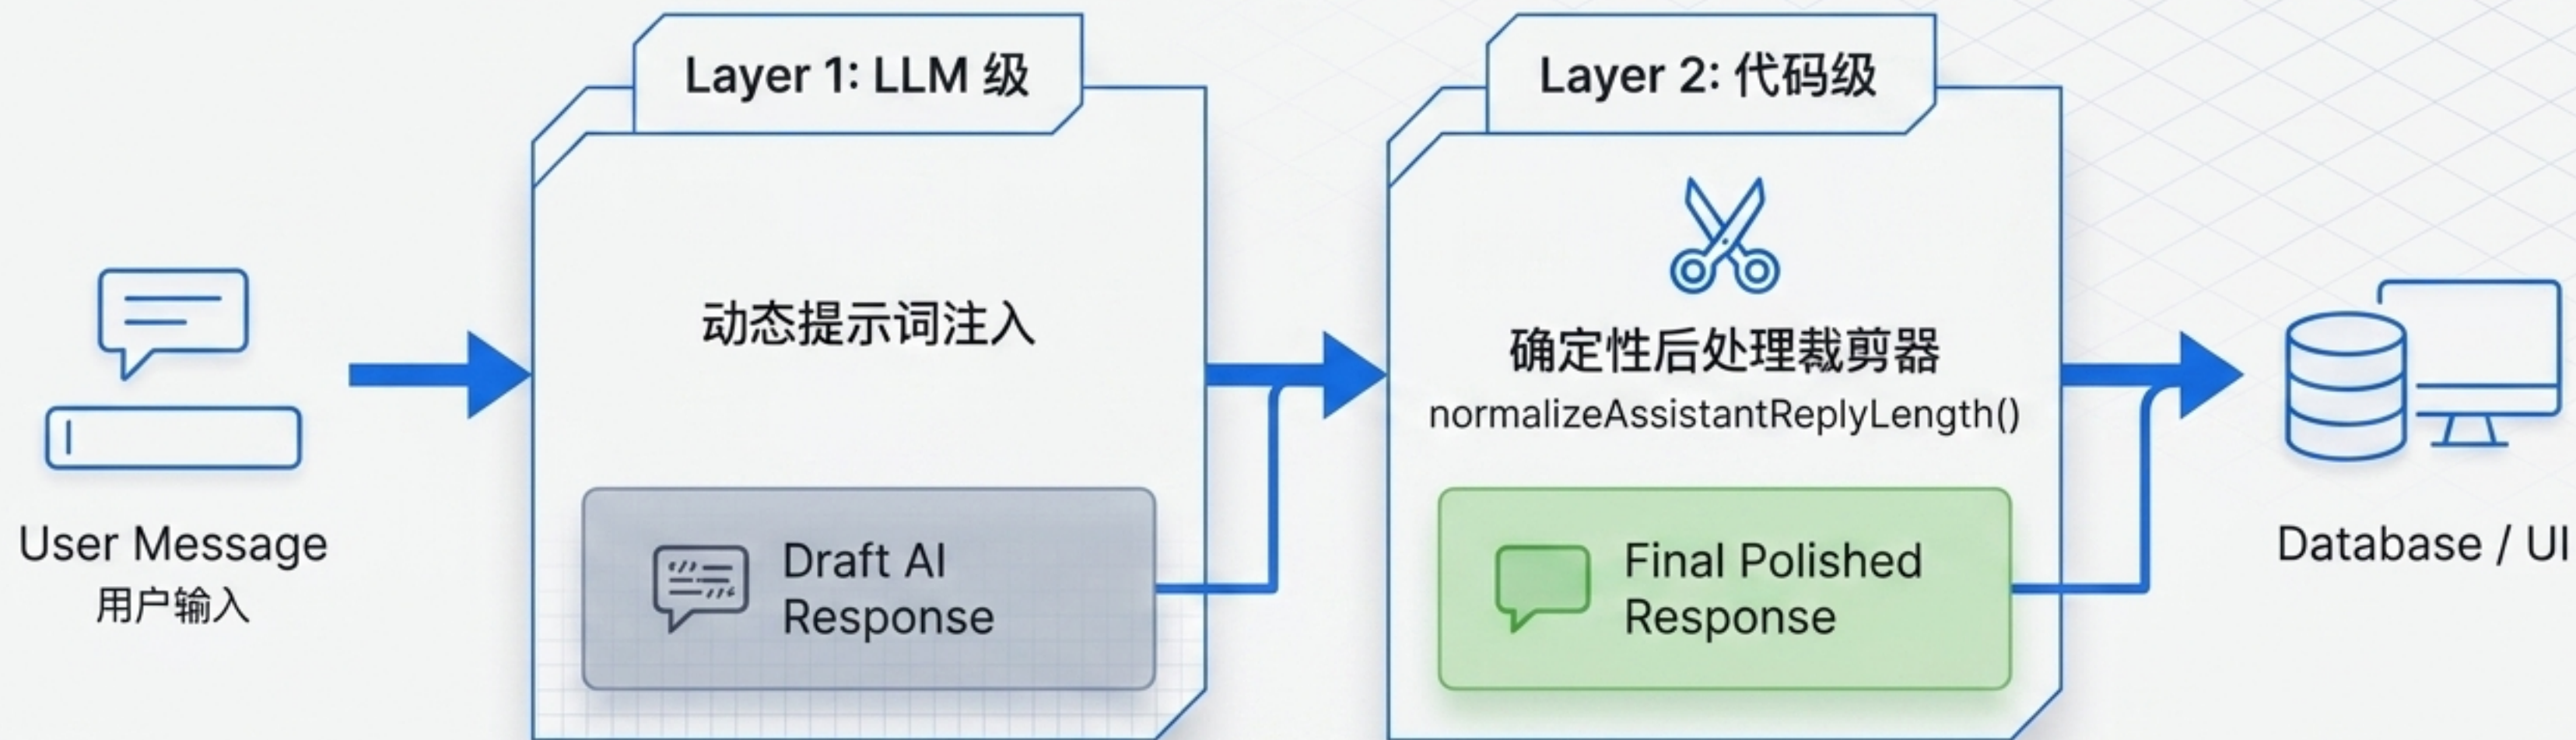 User Message
用户输入
Layer 1: LLM 级
动态提示词注入
Draft AI
Response
Layer 2: 代码级
确定性后处理裁剪器
normalizeAssistantReplyLength()
Final Polished
Response
Database / UI